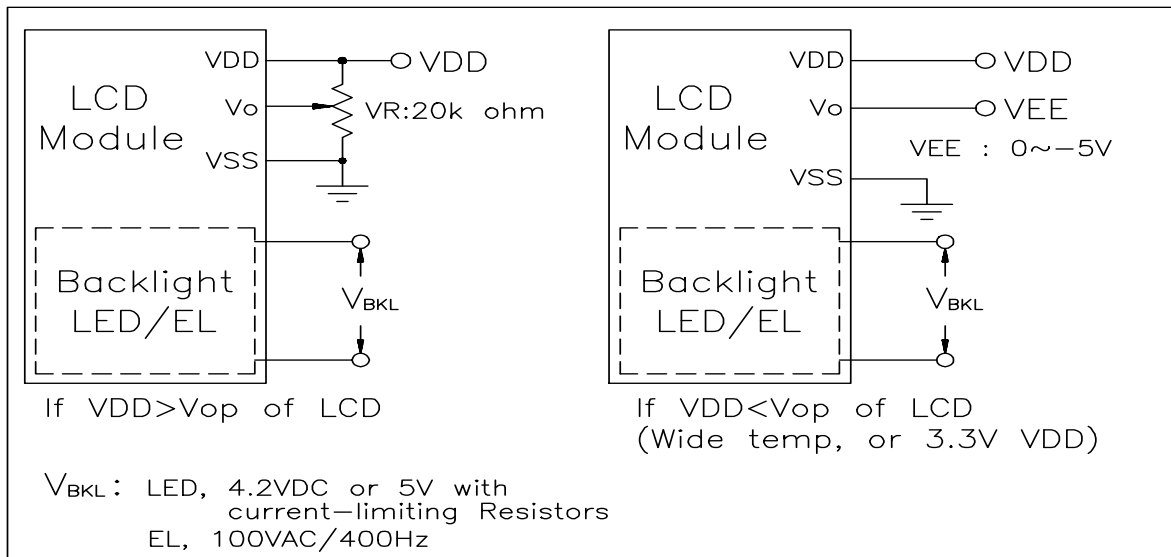 VDD
VDD
LCD
Module
Vo
VR:20k ohm
VSS
Backlight
LED/EL
VBKL
If VDD>Vop of LCD
VDD
VDD
LCD
Module
Vo
VEE
VEE : 0~-5V
VSS
Backlight
LED/EL
VBKL
If VDD<Vop of LCD
(Wide temp, or 3.3V VDD)
VBKL: LED, 4.2VDC or 5V with
current-limiting Resistors
EL, 100VAC/400Hz